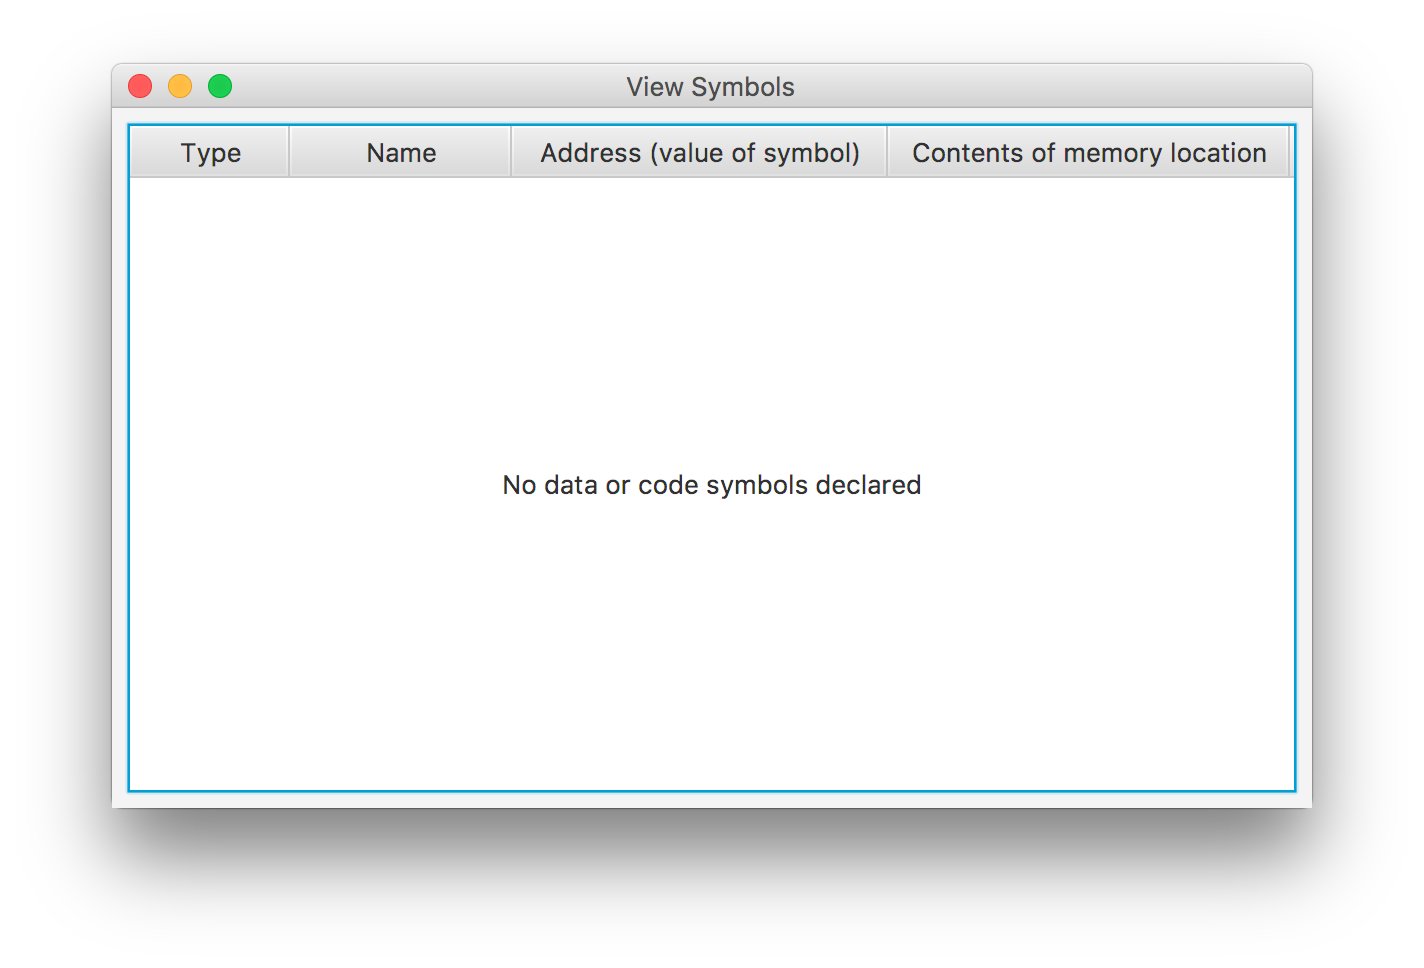 View Symbols
Type Name Address (value of symbol) Contents of memory location
No data or code symbols declared